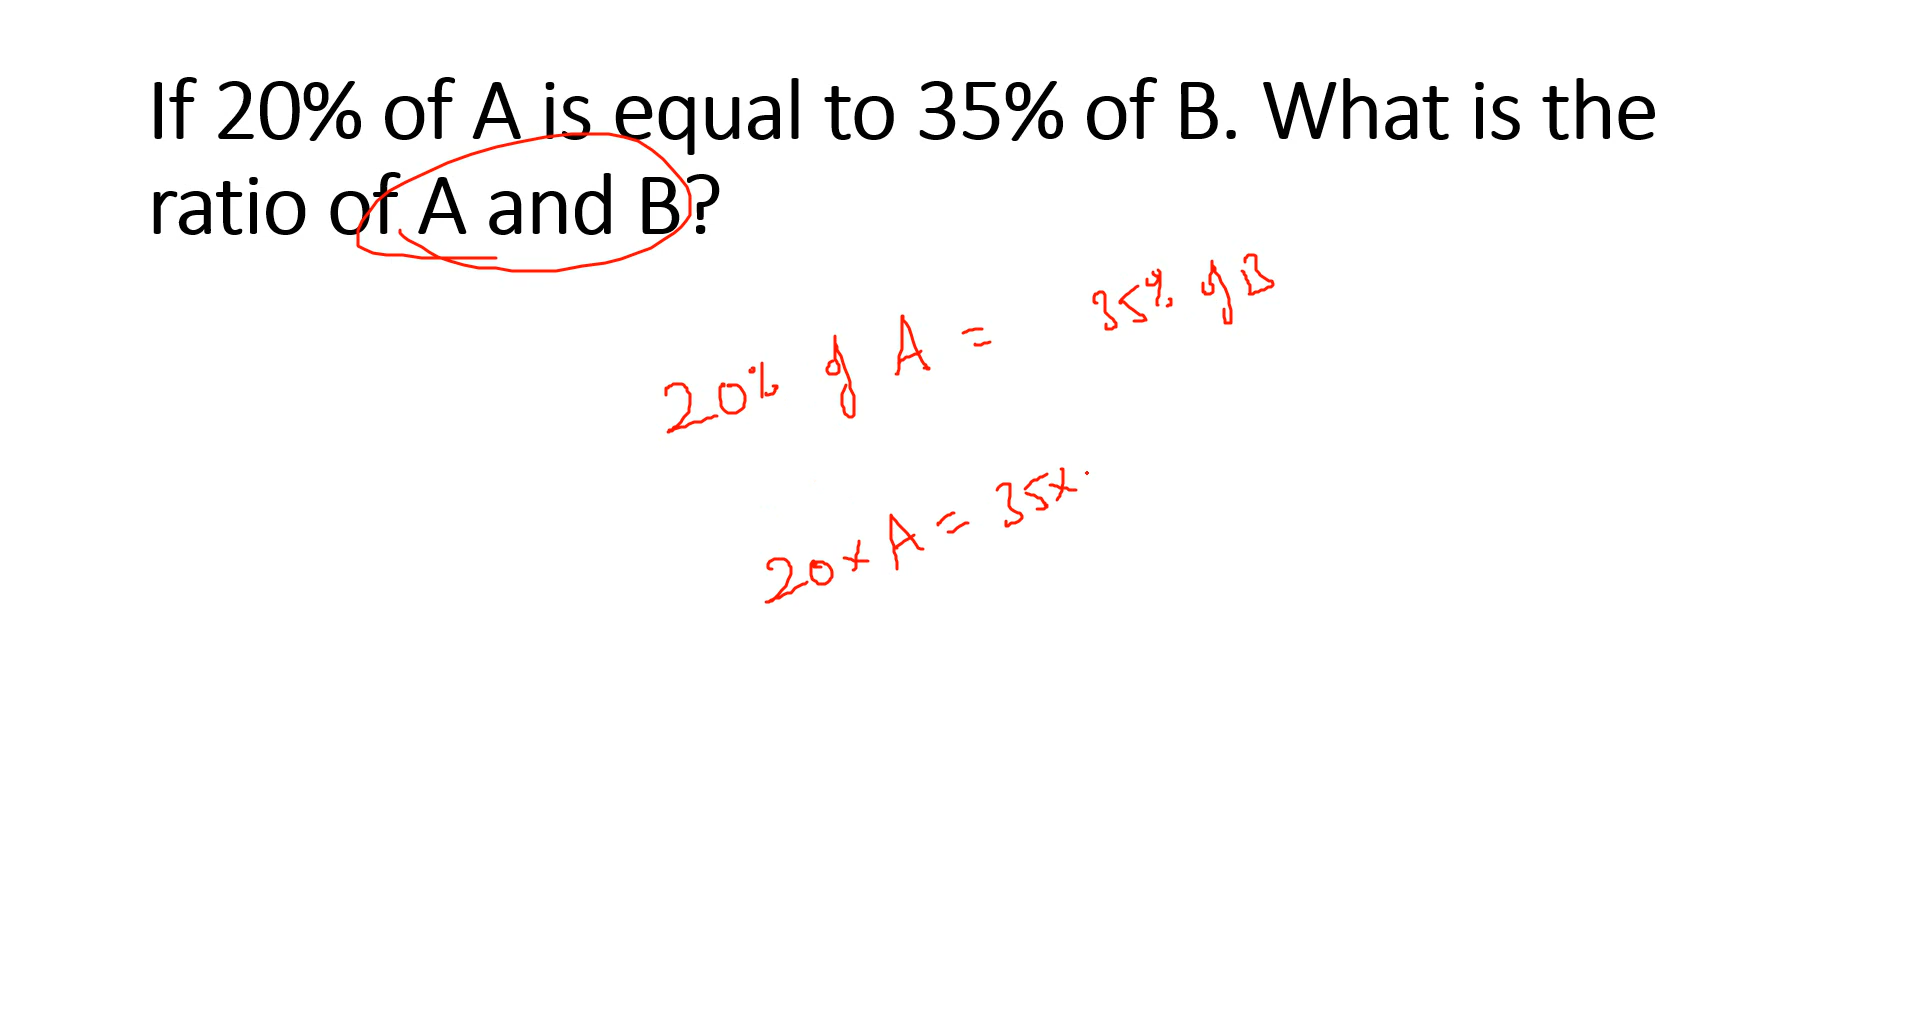 If 20% of A is equal to 35% of B. What is the
ratio of A and B?
20% of A = 35% of B
20 x A = 35 x